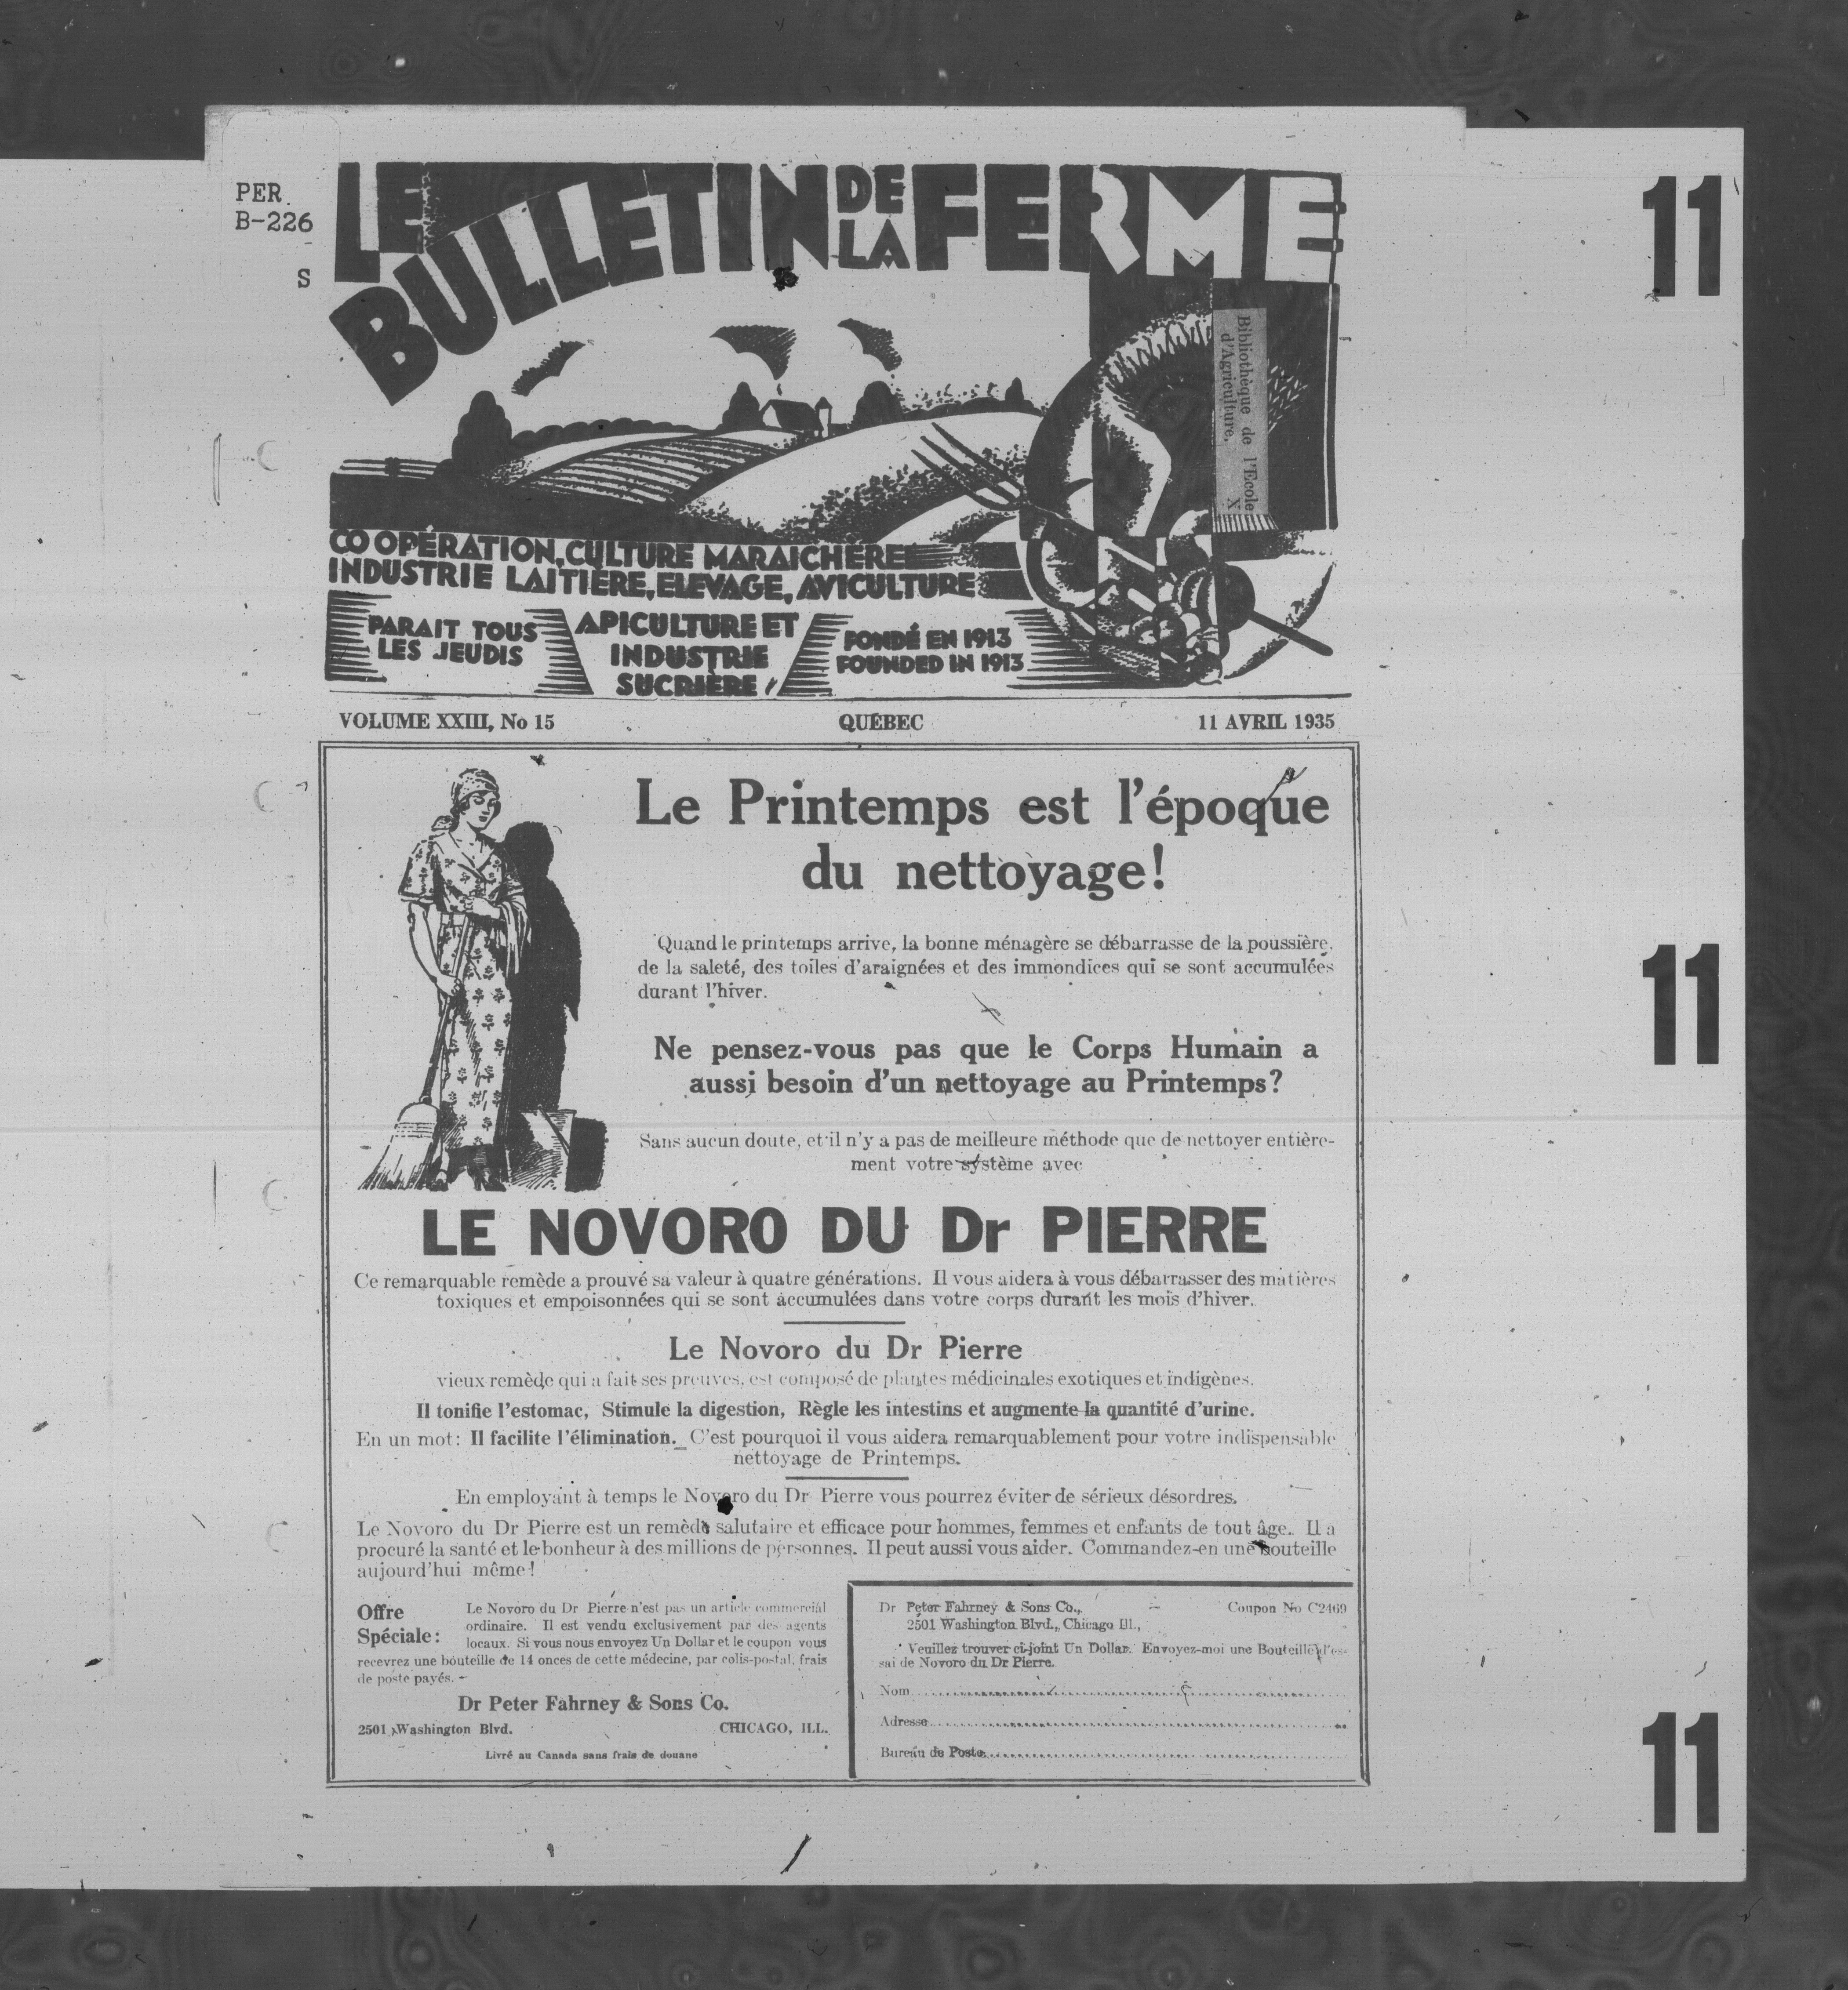 PER
B-226
S
LE
BULLETIN DE LA FERME
Bibliothèque de l'Ecole
d'Agriculture.
X
COOPÉRATION, CULTURE MARAICHÈRE
INDUSTRIE LAITIÈRE, ELEVAGE, AVICULTURE
PARAIT TOUS
LES JEUDIS
APICULTURE ET
INDUSTRIE
SUCRIÈRE
FONDÉ EN 1913
FOUNDED IN 1913
VOLUME XXIII, No 15 QUÉBEC 11 AVRIL 1935
Le Printemps est l'époque
du nettoyage!
Quand le printemps arrive, la bonne ménagère se débarrasse de la poussière,
de la saleté, des toiles d'araignées et des immondices qui se sont accumulées
durant l'hiver.
Ne pensez-vous pas que le Corps Humain a
aussi besoin d'un nettoyage au Printemps?
Sans aucun doute, et il n'y a pas de meilleure méthode que de nettoyer entière-
ment votre système avec
LE NOVORO DU Dr PIERRE
Ce remarquable remède a prouvé sa valeur à quatre générations. Il vous aidera à vous débarrasser des matières
toxiques et empoisonnées qui se sont accumulées dans votre corps durant les mois d'hiver.
Le Novoro du Dr Pierre
vieux remède qui a fait ses preuves, est composé de plantes médicinales exotiques et indigènes.
Il tonifie l'estomac, Stimule la digestion, Règle les intestins et augmente la quantité d'urine.
En un mot: Il facilite l'élimination. C'est pourquoi il vous aidera remarquablement pour votre indispensable
nettoyage de Printemps.
En employant à temps le Novoro du Dr Pierre vous pourrez éviter de sérieux désordres.
Le Novoro du Dr Pierre est un remède salutaire et efficace pour hommes, femmes et enfants de tout âge. Il a
procuré la santé et le bonheur à des millions de personnes. Il peut aussi vous aider. Commandez-en une bouteille
aujourd'hui même!
Offre
Spéciale:
Le Novoro du Dr Pierre n'est pas un article commercial
ordinaire. Il est vendu exclusivement par des agents
locaux. Si vous nous envoyez Un Dollar et le coupon vous
recevrez une bouteille de 14 onces de cette médecine, par colis-postal, frais
de poste payés.
Dr Peter Fahrney & Sons Co.
2501 Washington Blvd. CHICAGO, ILL.
Livré au Canada sans frais de douane
Dr Peter Fahrney & Sons Co., Coupon No C2469
2501 Washington Blvd., Chicago Ill.,
Veuillez trouver ci-joint Un Dollar. Envoyez-moi une Bouteille d'es-
sai de Novoro du Dr Pierre.
Nom
Adresse
Bureau de Poste
11
11
11